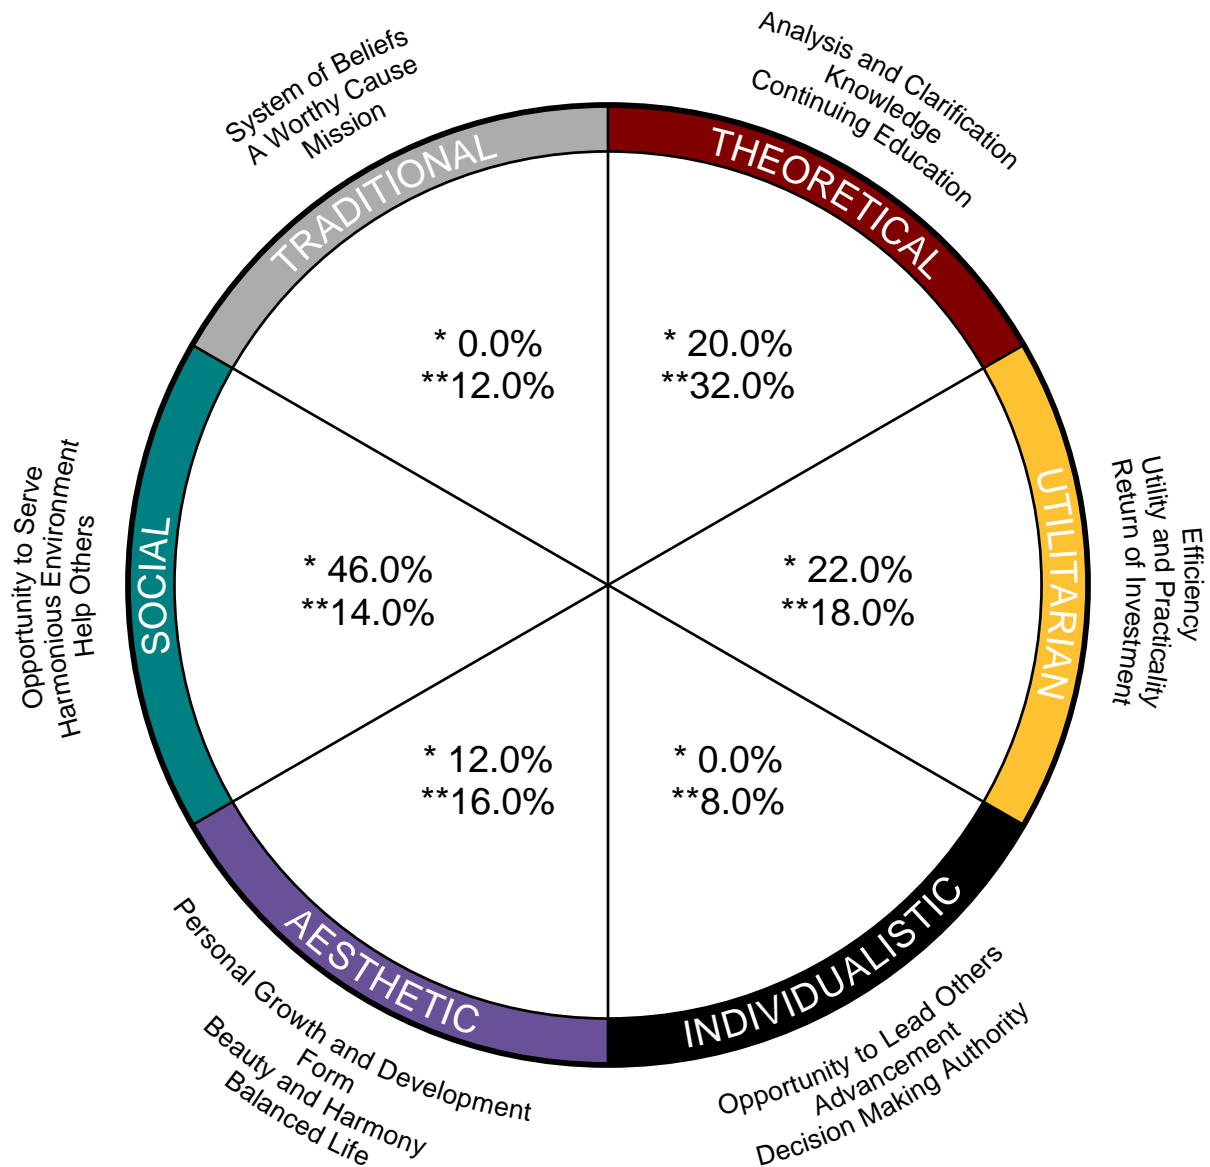 System of Beliefs
A Worthy Cause
Mission
TRADITIONAL
* 0.0%
**12.0%
Analysis and Clarification
Knowledge
Continuing Education
THEORETICAL
* 20.0%
**32.0%
Opportunity to Serve
Harmonious Environment
Help Others
SOCIAL
* 46.0%
**14.0%
Efficiency
Utility and Practicality
Return of Investment
UTILITARIAN
* 22.0%
**18.0%
* 12.0%
**16.0%
AESTHETIC
Personal Growth and Development
Form
Beauty and Harmony
Balanced Life
* 0.0%
**8.0%
INDIVIDUALISTIC
Opportunity to Lead Others
Advancement
Decision Making Authority